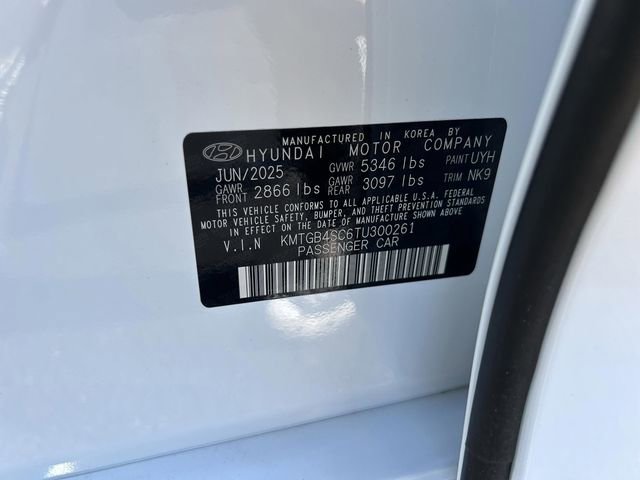 MANUFACTURED IN KOREA BY
HYUNDAI MOTOR COMPANY
JUN/2025 GVWR 5346 lbs PAINT UYH
GAWR FRONT 2866 lbs GAWR REAR 3097 lbs TRIM NK9
THIS VEHICLE CONFORMS TO ALL APPLICABLE U.S.A. FEDERAL
MOTOR VEHICLE SAFETY, BUMPER, AND THEFT PREVENTION STANDARDS
IN EFFECT ON THE DATE OF MANUFACTURE SHOWN ABOVE.
V.I.N KMTGB4SC6TU300261
PASSENGER CAR